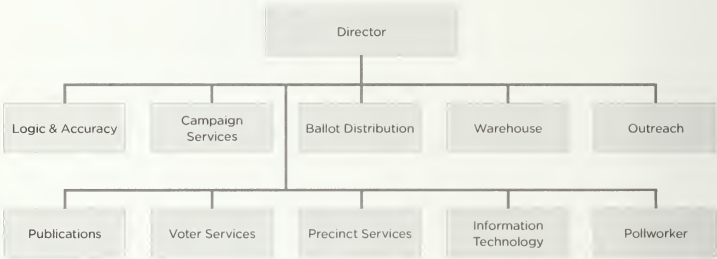 Director
Logic & Accuracy
Campaign
Services
Ballot Distribution
Warehouse
Outreach
Publications
Voter Services
Precinct Services
Information
Technology
Pollworker